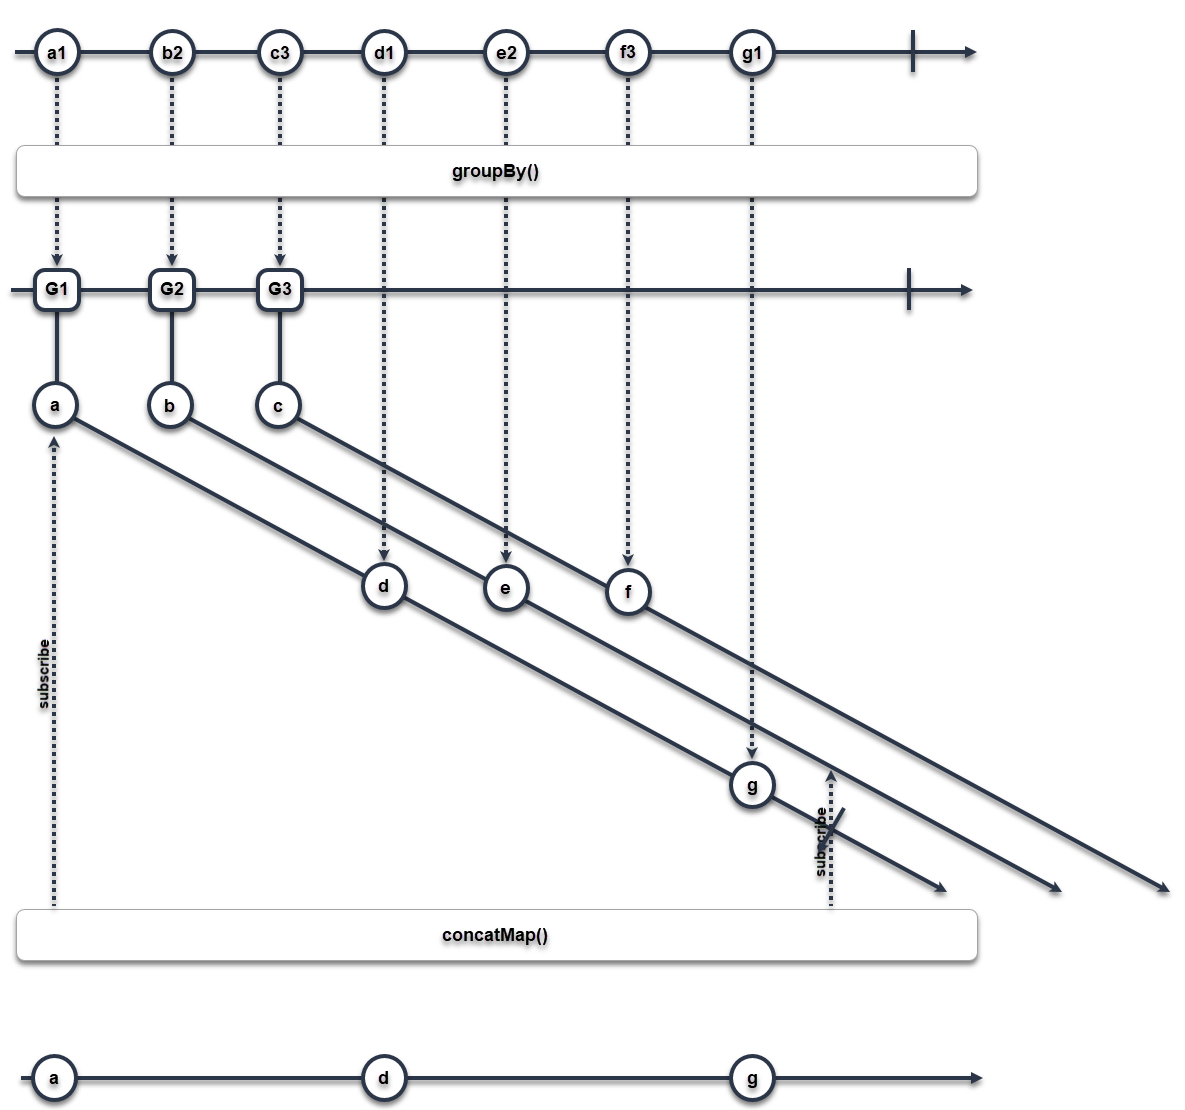 a1 b2 c3 d1 e2 f3 g1
groupBy()
G1 G2 G3
a b c
d e f
subscribe
g
subscribe
concatMap()
a d g